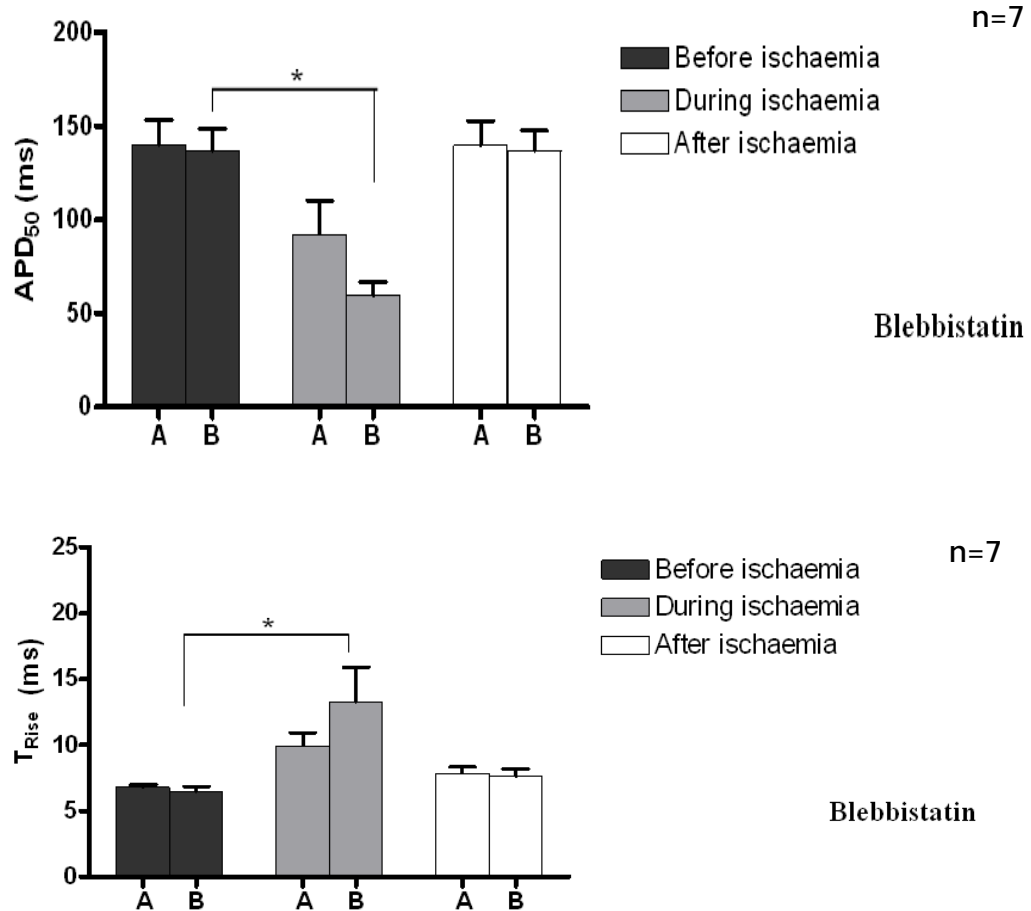 n=7
200
150
100
50
0
APD50 (ms)
*
A B A B A B
Before ischaemia
During ischaemia
After ischaemia
Blebbistatin
n=7
25
20
15
10
5
0
TRise (ms)
*
A B A B A B
Before ischaemia
During ischaemia
After ischaemia
Blebbistatin